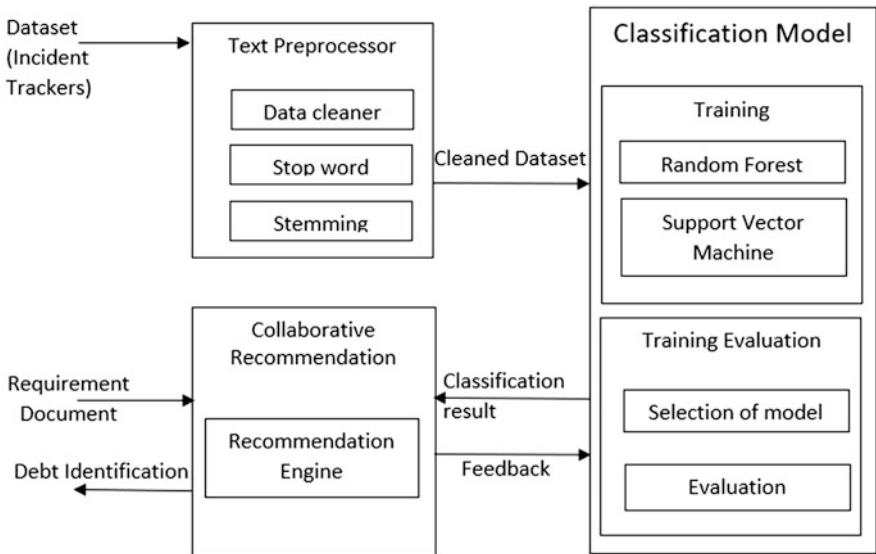 Dataset
(Incident
Trackers)
Text Preprocessor
Data cleaner
Stop word
Stemming
Cleaned Dataset
Classification Model
Training
Random Forest
Support Vector
Machine
Training Evaluation
Selection of model
Evaluation
Collaborative
Recommendation
Recommendation
Engine
Classification
result
Feedback
Requirement
Document
Debt Identification